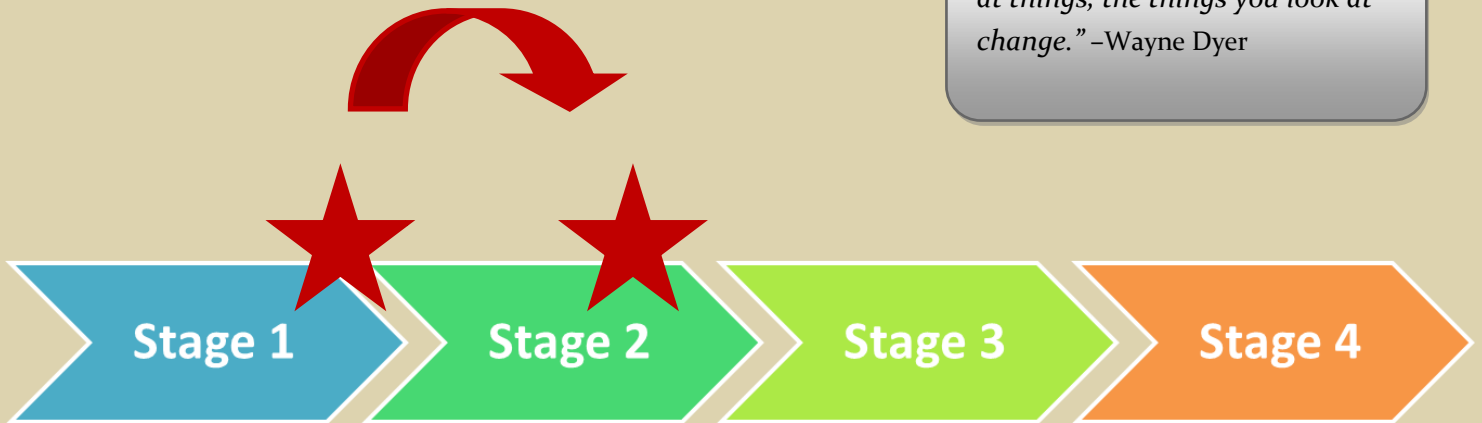 at things, the things you look at
change.” –Wayne Dyer
Stage 1
Stage 2
Stage 3
Stage 4